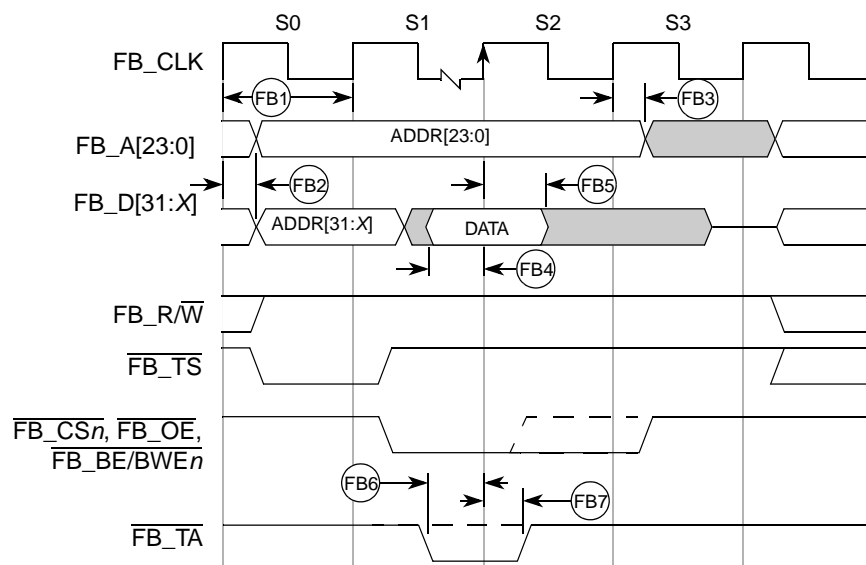 S0 S1 S2 S3
FB_CLK
FB1 FB3
FB_A[23:0] ADDR[23:0]
FB2 FB5
FB_D[31:X] ADDR[31:X] DATA
FB4
FB_R/W
FB_TS
FB_CSn, FB_OE,
FB_BE/BWEn
FB6 FB7
FB_TA